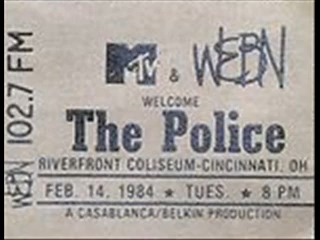 MTV & WEBN
WELCOME
The Police
RIVERFRONT COLISEUM-CINCINNATI, OH
FEB. 14, 1984 ★ TUES. ★ 8 PM
A CASABLANCA/BELKIN PRODUCTION
WEBN 102.7 FM